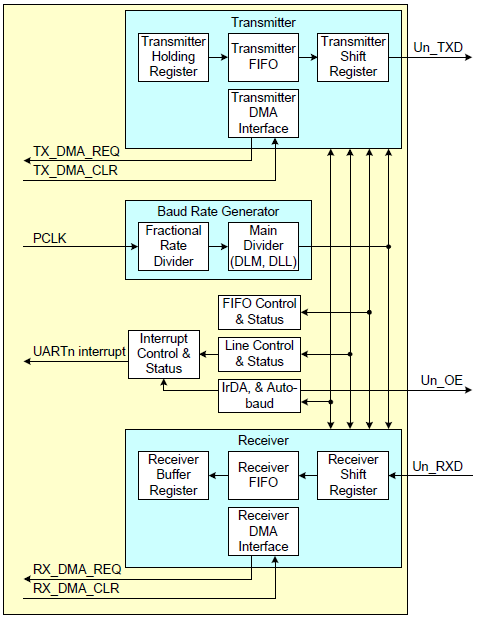 Transmitter
Transmitter
Holding
Register
Transmitter
FIFO
Transmitter
Shift
Register
Un_TXD
Transmitter
DMA
Interface
TX_DMA_REQ
TX_DMA_CLR
Baud Rate Generator
PCLK
Fractional
Rate
Divider
Main
Divider
(DLM, DLL)
FIFO Control
& Status
UARTn interrupt
Interrupt
Control &
Status
Line Control
& Status
IrDA, & Auto-
baud
Un_OE
Receiver
Receiver
Buffer
Register
Receiver
FIFO
Receiver
Shift
Register
Un_RXD
Receiver
DMA
Interface
RX_DMA_REQ
RX_DMA_CLR